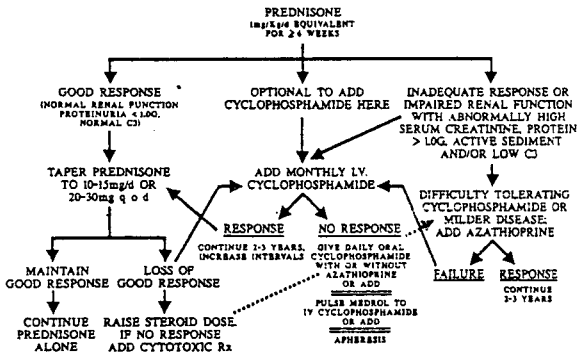 PREDNISONE
1mg/Kg/d EQUIVALENT
FOR ≥ 6 WEEKS
GOOD RESPONSE
(NORMAL RENAL FUNCTION
PROTEINURIA < 1.0G,
NORMAL C3)
OPTIONAL TO ADD
CYCLOPHOSPHAMIDE HERE
INADEQUATE RESPONSE OR
IMPAIRED RENAL FUNCTION
WITH ABNORMALLY HIGH
SERUM CREATININE, PROTEIN
> 1.0G, ACTIVE SEDIMENT
AND/OR LOW C3
TAPER PREDNISONE
TO 10-15mg/d OR
20-30mg q o d
ADD MONTHLY I.V.
CYCLOPHOSPHAMIDE
DIFFICULTY TOLERATING
CYCLOPHOSPHAMIDE OR
MILDER DISEASE:
ADD AZATHIOPRINE
RESPONSE
CONTINUE 2-3 YEARS,
INCREASE INTERVALS
NO RESPONSE
GIVE DAILY ORAL
CYCLOPHOSPHAMIDE
WITH OR WITHOUT
AZATHIOPRINE
OR ADD
PULSE MEDROL TO
IV CYCLOPHOSPHAMIDE
OR ADD
APHERESIS
FAILURE
RESPONSE
CONTINUE
2-3 YEARS
MAINTAIN
GOOD RESPONSE
LOSS OF
GOOD RESPONSE
CONTINUE
PREDNISONE
ALONE
RAISE STEROID DOSE
IF NO RESPONSE
ADD CYTOTOXIC Rx